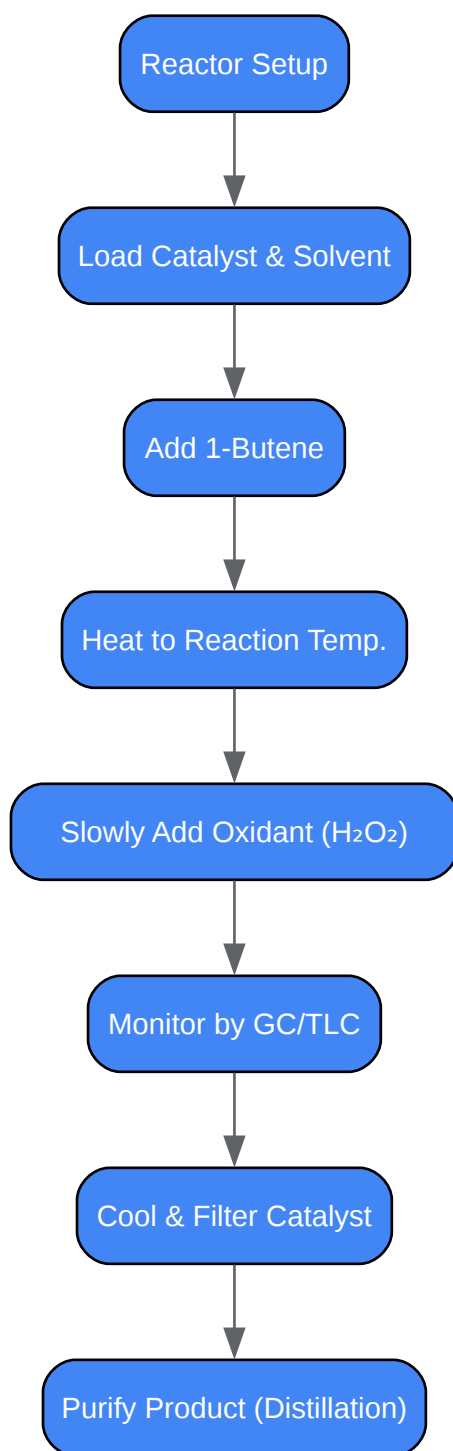 Reactor Setup
Load Catalyst & Solvent
Add 1-Butene
Heat to Reaction Temp.
Slowly Add Oxidant (H₂O₂)
Monitor by GC/TLC
Cool & Filter Catalyst
Purify Product (Distillation)